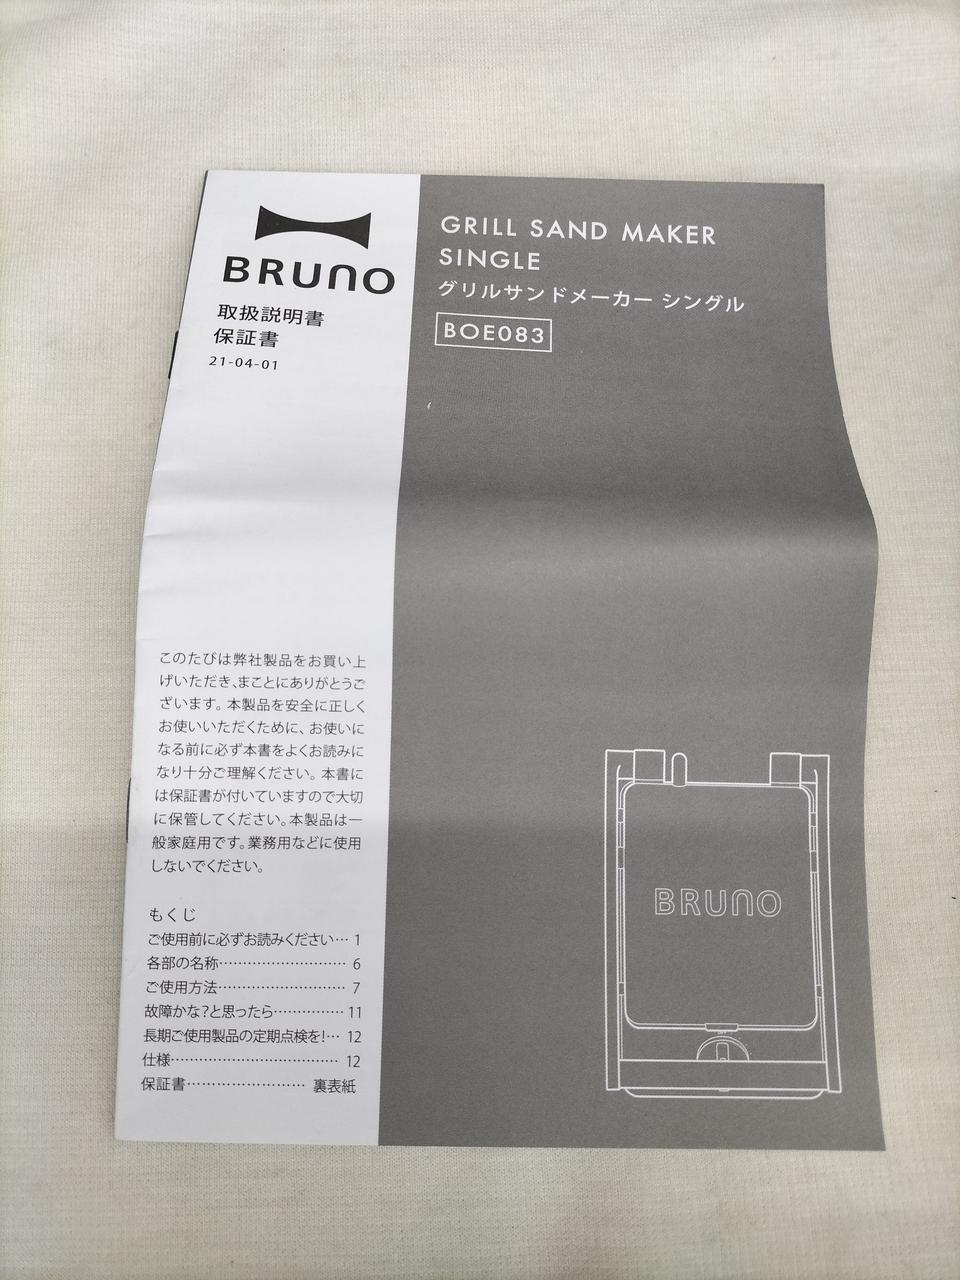 BRUNO
取扱説明書
保証書
21-04-01
GRILL SAND MAKER
SINGLE
グリルサンドメーカー シングル
BOE083
このたびは弊社製品をお買い上
げいただき、まことにありがとうご
ざいます。本製品を安全に正しく
お使いいただくために、お使いに
なる前に必ず本書をよくお読みに
なり十分ご理解ください。本書に
は保証書が付いていますので大切
に保管してください。本製品は一
般家庭用です。業務用などに使用
しないでください。
もくじ
ご使用前に必ずお読みください… 1
各部の名称………………………… 6
ご使用方法………………………… 7
故障かな?と思ったら…………… 11
長期ご使用製品の定期点検を!… 12
仕様………………………………… 12
保証書………………………… 裏表紙
BRUNO